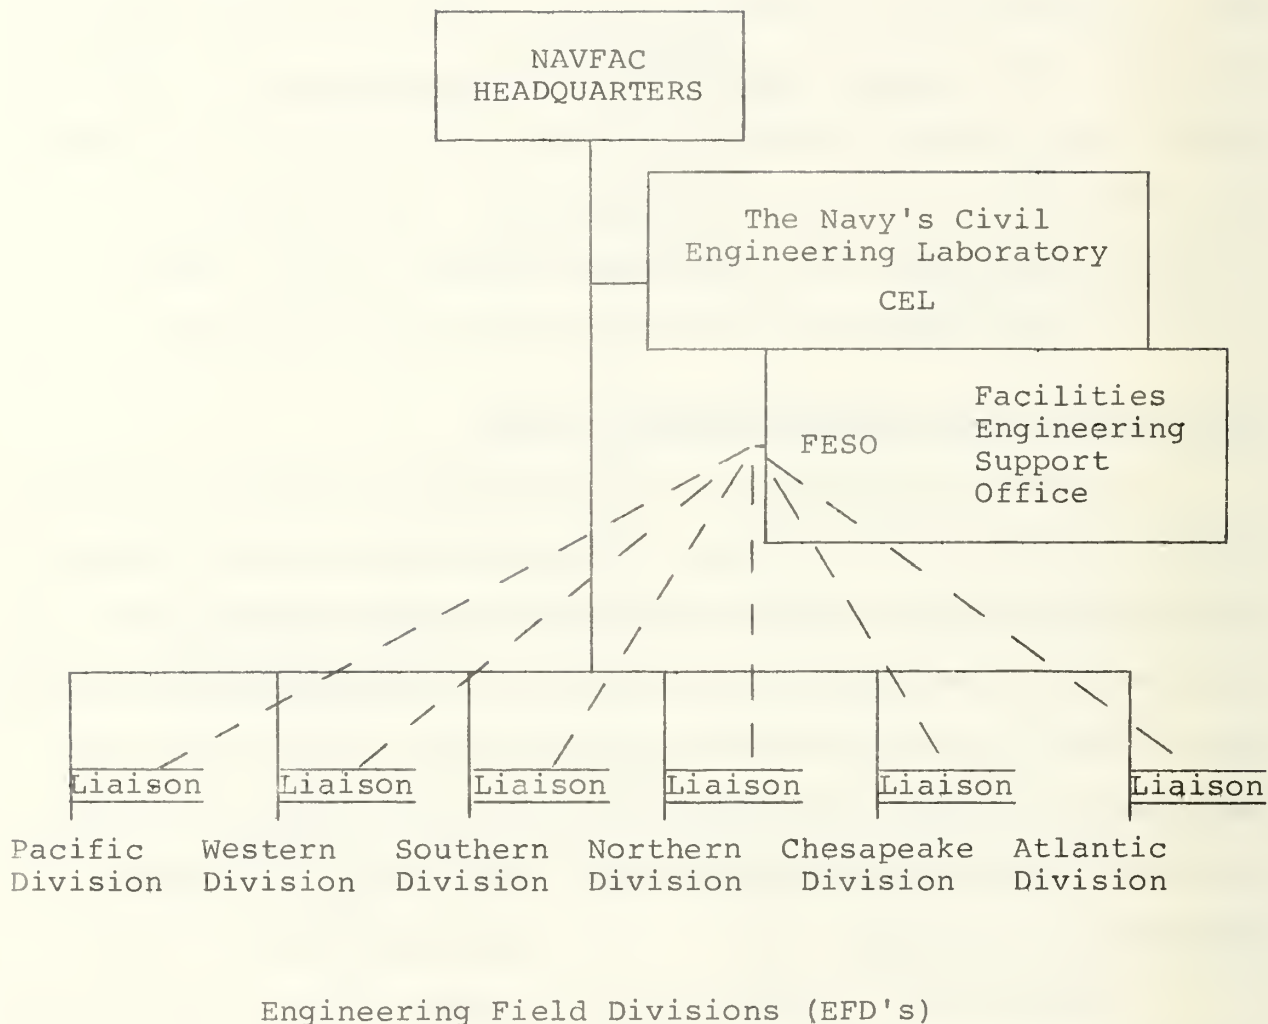 NAVFAC
HEADQUARTERS
The Navy's Civil
Engineering Laboratory
CEL
FESO
Facilities
Engineering
Support
Office
Liaison Liaison Liaison Liaison Liaison Liaison
Pacific Western Southern Northern Chesapeake Atlantic
Division Division Division Division Division Division
Engineering Field Divisions (EFD's)